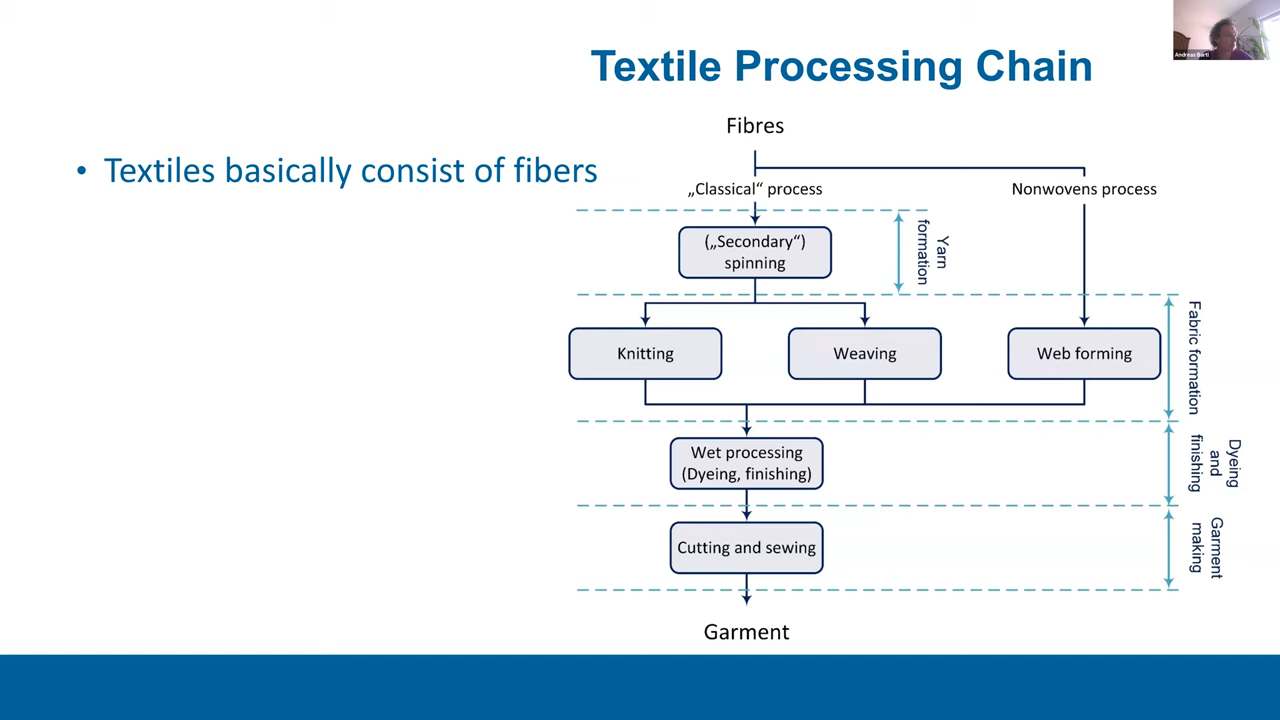 Andreas Bartl
Textile Processing Chain
• Textiles basically consist of fibers
Fibres
„Classical“ process
Nonwovens process
(„Secondary“)
spinning
Yarn
formation
Knitting
Weaving
Web forming
Fabric formation
Wet processing
(Dyeing, finishing)
Dyeing
and
finishing
Cutting and sewing
Garment
making
Garment